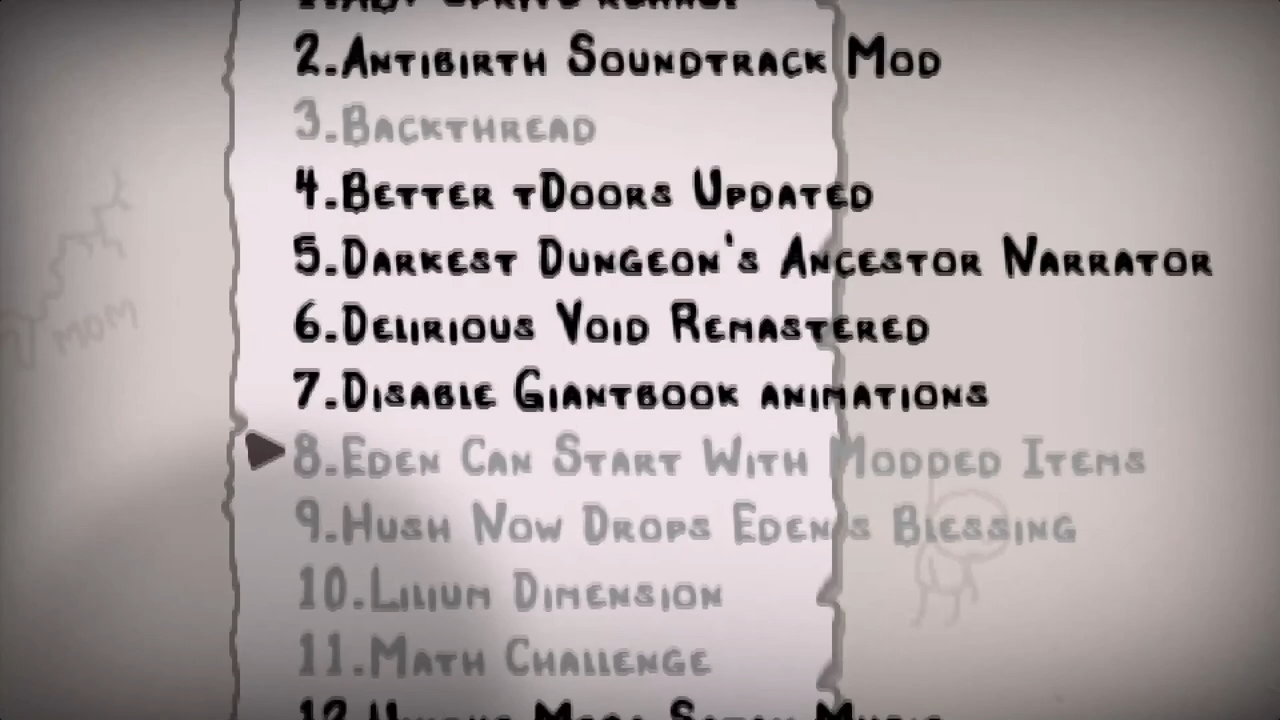 2.Antibirth Soundtrack Mod
3.Backthread
4.Better tDoors Updated
5.Darkest Dungeon's Ancestor Narrator
6.Delirious Void Remastered
7.Disable Giantbook animations
8.Eden Can Start With Modded Items
9.Hush Now Drops Eden's Blessing
10.Lilium Dimension
11.Math Challenge
MOM